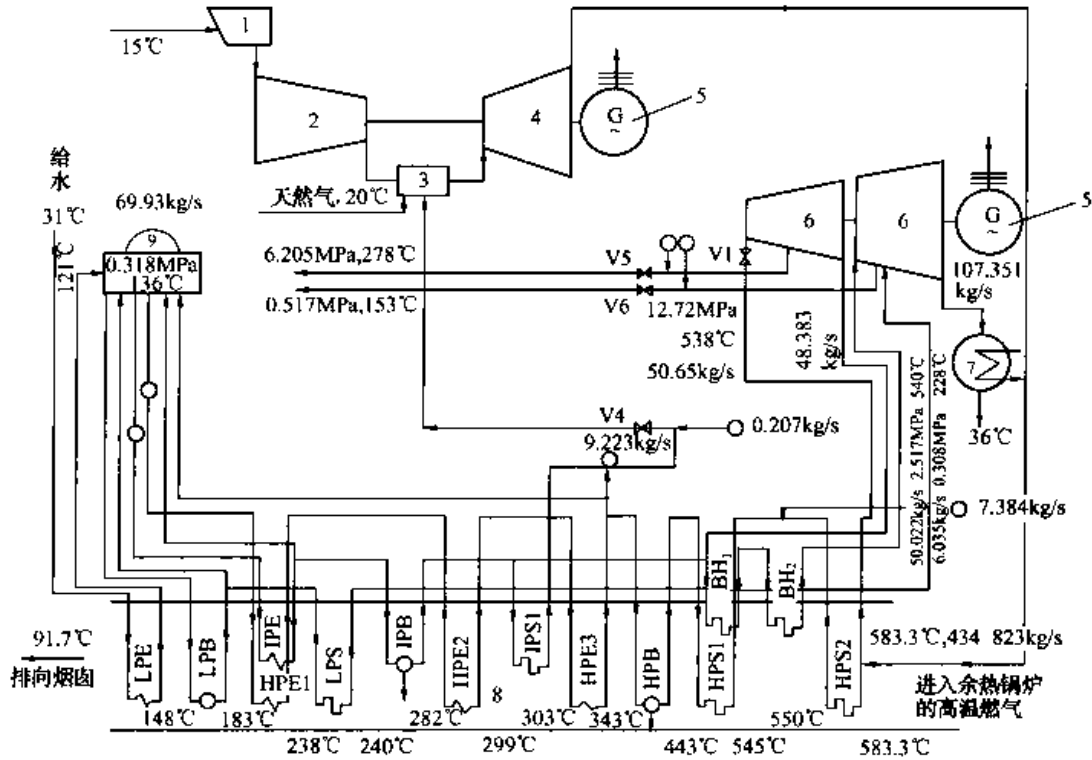 1
15℃
2
4
G
~
5
3
天然气, 20℃
给
水
31℃
69.93kg/s
121℃
9
0.318MPa
136℃
6
6
G
~
5
107.351
kg/s
V1
6.205MPa,278℃
V5
0.517MPa,153℃
V6
12.72MPa
538℃
50.65kg/s
48.383
kg/s
7
36℃
V4
9.223kg/s
0.207kg/s
50.022kg/s 2.517MPa 540℃
6.035kg/s 0.308MPa 228℃
7.384kg/s
BH₁
BH₂
91.7℃
排向烟囱
LPE
LPB
IPE
HPE1
LPS
IPB
HPE2
IPS1
HPE3
HPB
HPS1
HPS2
583.3℃,434 823kg/s
进入余热锅炉
的高温燃气
8
148℃
183℃
282℃
303℃
343℃
550℃
238℃
240℃
299℃
443℃
545℃
583.3℃